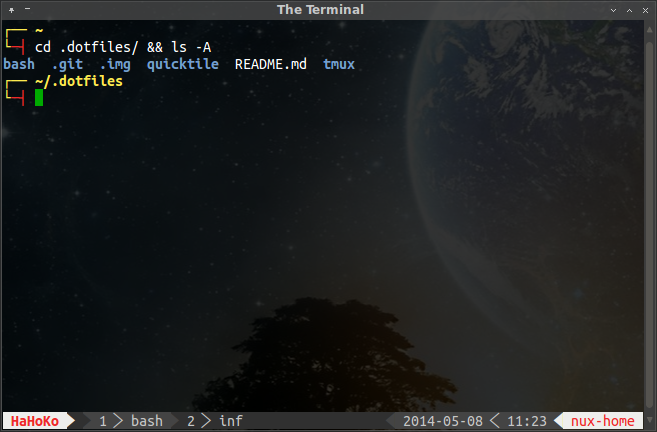 The Terminal
~
cd .dotfiles/ && ls -A
bash .git .img quicktile README.md tmux
~/.dotfiles
HaHoKo 1 bash 2 inf 2014-05-08 11:23 nux-home